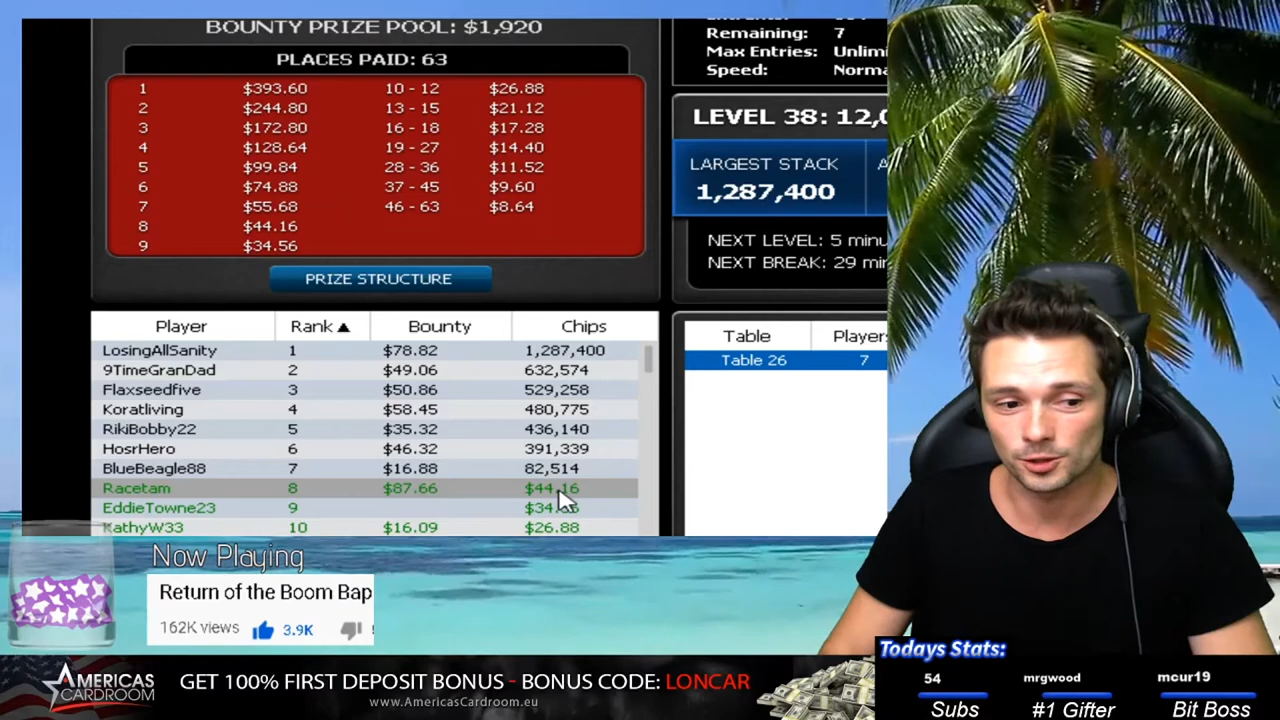 BOUNTY PRIZE POOL: $1,920
PLACES PAID: 63
1 $393.60 10 - 12 $26.88
2 $244.80 13 - 15 $21.12
3 $172.80 16 - 18 $17.28
4 $128.64 19 - 27 $14.40
5 $99.84 28 - 36 $11.52
6 $74.88 37 - 45 $9.60
7 $55.68 46 - 63 $8.64
8 $44.16
9 $34.56
PRIZE STRUCTURE
Remaining: 7
Max Entries: Unlimi
Speed: Norma
LEVEL 38: 12,0
LARGEST STACK A
1,287,400
NEXT LEVEL: 5 minu
NEXT BREAK: 29 min
Player Rank ▲ Bounty Chips
LosingAllSanity 1 $78.82 1,287,400
9TimeGranDad 2 $49.06 632,574
Flaxseedfive 3 $50.86 529,258
Koratliving 4 $58.45 480,775
RikiBobby22 5 $35.32 436,140
HosrHero 6 $46.32 391,339
BlueBeagle88 7 $16.88 82,514
Racetam 8 $87.66 $44.16
EddieTowne23 9
KathyW33 10 $16.09 $26.88
Table Players
Table 26 7
Now Playing
Return of the Boom Bap
162K views 3.9K
AMERICAS
CARDROOM
GET 100% FIRST DEPOSIT BONUS - BONUS CODE: LONCAR
www.AmericasCardroom.eu
Todays Stats:
54 mrgwood mcur19
Subs #1 Gifter Bit Boss